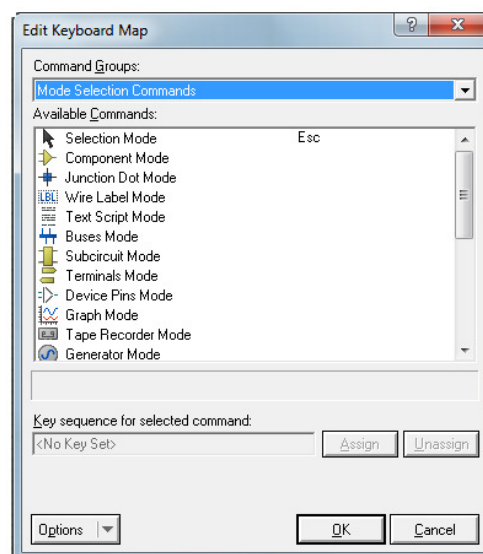 Edit Keyboard Map
?
Command Groups:
Mode Selection Commands
Available Commands:
Selection Mode Esc
Component Mode
Junction Dot Mode
LBL Wire Label Mode
Text Script Mode
Buses Mode
Subcircuit Mode
Terminals Mode
Device Pins Mode
Graph Mode
Tape Recorder Mode
Generator Mode
Key sequence for selected command:
<No Key Set> Assign Unassign
Options OK Cancel